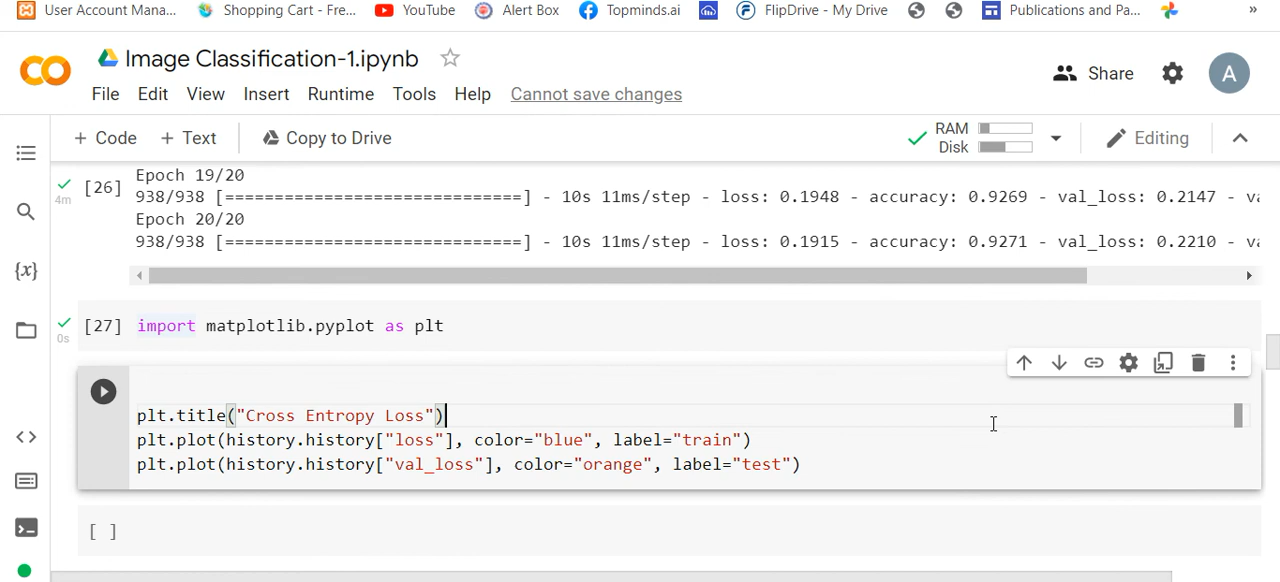 User Account Mana... Shopping Cart - Fre... YouTube Alert Box Topminds.ai FlipDrive - My Drive Publications and Pa... »
Image Classification-1.ipynb
File Edit View Insert Runtime Tools Help Cannot save changes
Share A
+ Code + Text Copy to Drive RAM Disk Editing
Epoch 19/20
[26] 938/938 [==============================] - 10s 11ms/step - loss: 0.1948 - accuracy: 0.9269 - val_loss: 0.2147 - va
4m
Epoch 20/20
938/938 [==============================] - 10s 11ms/step - loss: 0.1915 - accuracy: 0.9271 - val_loss: 0.2210 - va
{x}
[27] import matplotlib.pyplot as plt
0s
plt.title("Cross Entropy Loss")
plt.plot(history.history["loss"], color="blue", label="train")
plt.plot(history.history["val_loss"], color="orange", label="test")
[ ]